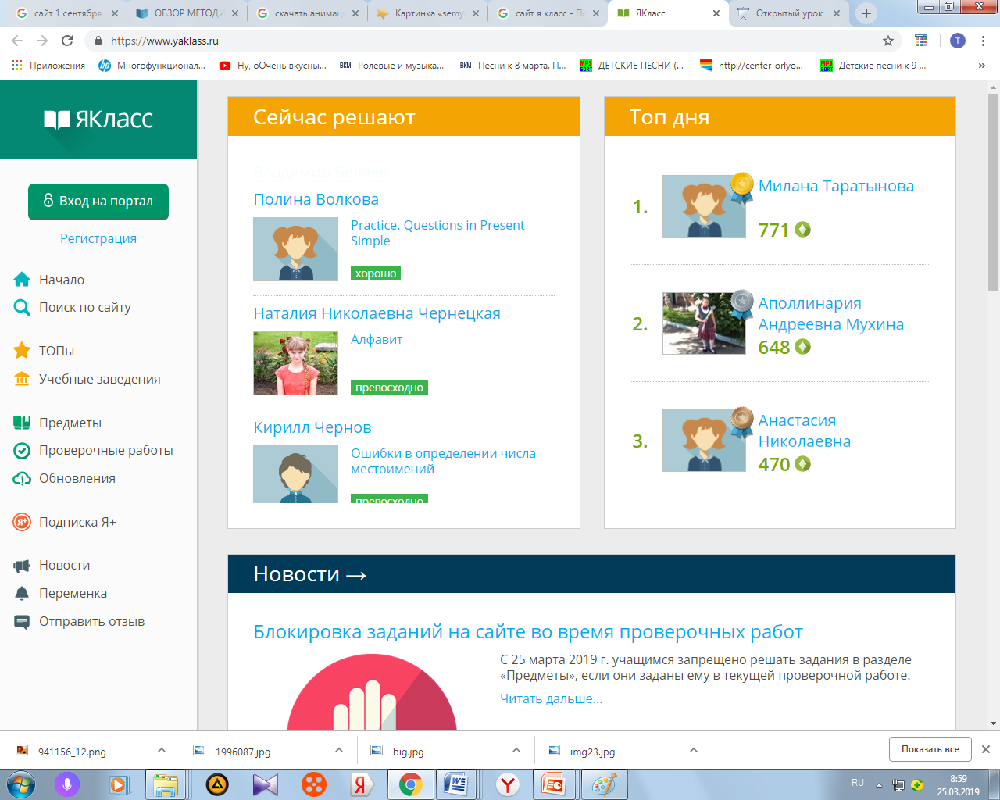 сайт 1 сентября
ОБЗОР МЕТОДИ
скачать анимац
Картинка «semy
сайт я класс - По
ЯКласс
Открытый урок
https://www.yaklass.ru
T
Приложения
Многофункционал...
Ну, оОчень вкусны...
ВКМ Ролевые и музыка...
ВКМ Песни к 8 марта. П...
ДЕТСКИЕ ПЕСНИ (...
http://center-orlyo...
Детские песни к 9 ...
»
ЯКласс
Вход на портал
Регистрация
Начало
Поиск по сайту
ТОПы
Учебные заведения
Предметы
Проверочные работы
Обновления
Подписка Я+
Новости
Переменка
Отправить отзыв
Сейчас решают
Владимир Беляев
Полина Волкова
Practice. Questions in Present
Simple
хорошо
Наталия Николаевна Чернецкая
Алфавит
превосходно
Кирилл Чернов
Ошибки в определении числа
местоимений
превосходно
Топ дня
1.
Милана Таратынова
771
2.
Аполлинария
Андреевна Мухина
648
3.
Анастасия
Николаевна
470
Новости →
Блокировка заданий на сайте во время проверочных работ
С 25 марта 2019 г. учащимся запрещено решать задания в разделе
«Предметы», если они заданы ему в текущей проверочной работе.
Читать дальше...
941156_12.png
1996087.jpg
big.jpg
img23.jpg
Показать все
RU
8:59
25.03.2019